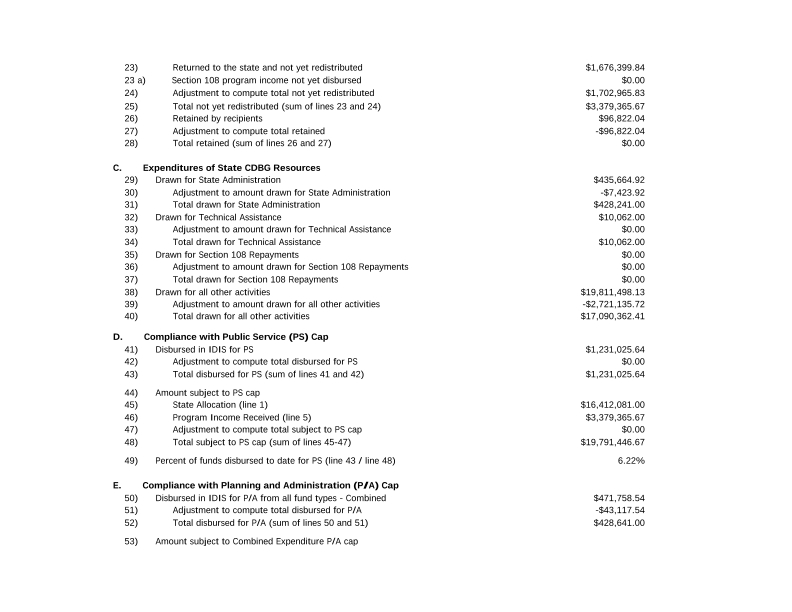 23) Returned to the state and not yet redistributed $1,676,399.84
23 a) Section 108 program income not yet disbursed $0.00
24) Adjustment to compute total not yet redistributed $1,702,965.83
25) Total not yet redistributed (sum of lines 23 and 24) $3,379,365.67
26) Retained by recipients $96,822.04
27) Adjustment to compute total retained -$96,822.04
28) Total retained (sum of lines 26 and 27) $0.00
C. Expenditures of State CDBG Resources
29) Drawn for State Administration $435,664.92
30) Adjustment to amount drawn for State Administration -$7,423.92
31) Total drawn for State Administration $428,241.00
32) Drawn for Technical Assistance $10,062.00
33) Adjustment to amount drawn for Technical Assistance $0.00
34) Total drawn for Technical Assistance $10,062.00
35) Drawn for Section 108 Repayments $0.00
36) Adjustment to amount drawn for Section 108 Repayments $0.00
37) Total drawn for Section 108 Repayments $0.00
38) Drawn for all other activities $19,811,498.13
39) Adjustment to amount drawn for all other activities -$2,721,135.72
40) Total drawn for all other activities $17,090,362.41
D. Compliance with Public Service (PS) Cap
41) Disbursed in IDIS for PS $1,231,025.64
42) Adjustment to compute total disbursed for PS $0.00
43) Total disbursed for PS (sum of lines 41 and 42) $1,231,025.64
44) Amount subject to PS cap
45) State Allocation (line 1) $16,412,081.00
46) Program Income Received (line 5) $3,379,365.67
47) Adjustment to compute total subject to PS cap $0.00
48) Total subject to PS cap (sum of lines 45-47) $19,791,446.67
49) Percent of funds disbursed to date for PS (line 43 / line 48) 6.22%
E. Compliance with Planning and Administration (P/A) Cap
50) Disbursed in IDIS for P/A from all fund types - Combined $471,758.54
51) Adjustment to compute total disbursed for P/A -$43,117.54
52) Total disbursed for P/A (sum of lines 50 and 51) $428,641.00
53) Amount subject to Combined Expenditure P/A cap